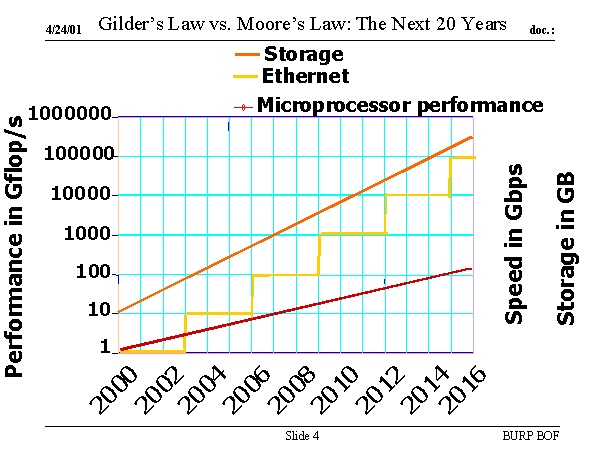 4/24/01 Gilder's Law vs. Moore's Law: The Next 20 Years doc.:
Storage
Ethernet
Microprocessor performance
Performance in Gflop/s
1000000
100000
10000
1000
100
10
1
2000 2002 2004 2006 2008 2010 2012 2014 2016
Speed in Gbps
Storage in GB
Slide 4 BURP BOF